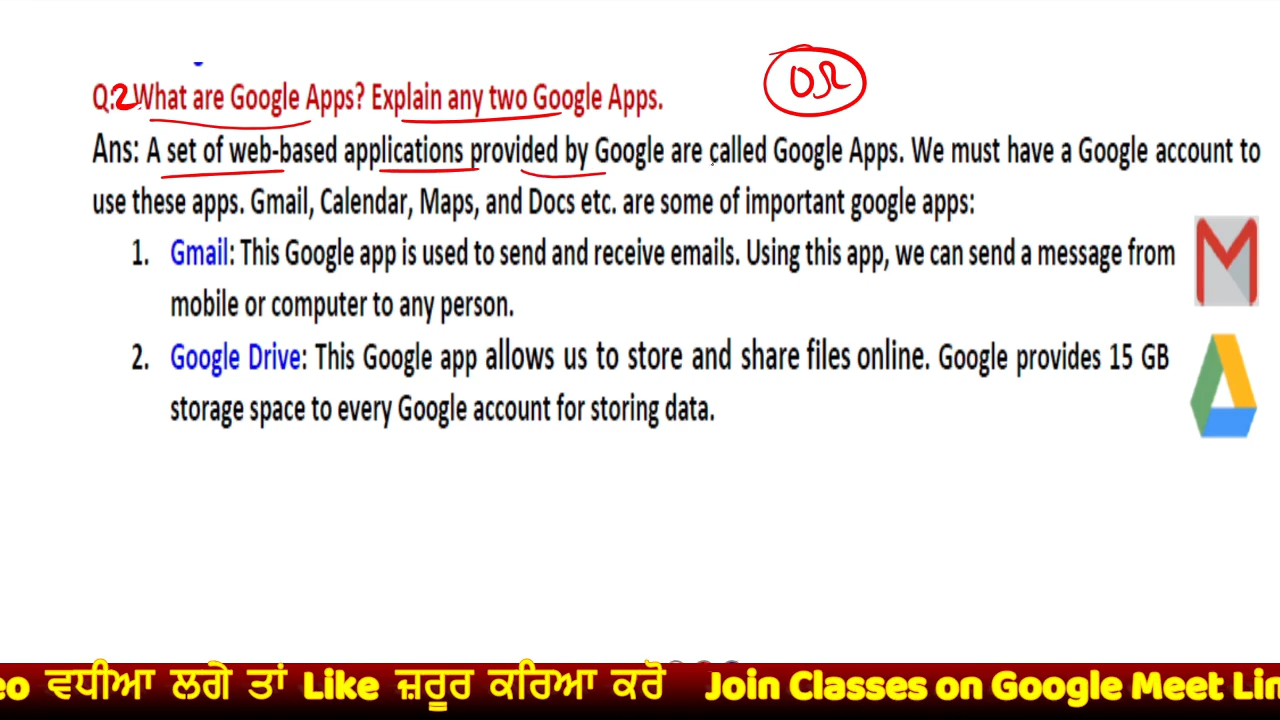 Q:2. What are Google Apps? Explain any two Google Apps. OR
Ans: A set of web-based applications provided by Google are called Google Apps. We must have a Google account to
use these apps. Gmail, Calendar, Maps, and Docs etc. are some of important google apps:
1. Gmail: This Google app is used to send and receive emails. Using this app, we can send a message from
mobile or computer to any person.
2. Google Drive: This Google app allows us to store and share files online. Google provides 15 GB
storage space to every Google account for storing data.
eo ਵਧੀਆ ਲਗੇ ਤਾਂ Like ਜ਼ਰੂਰ ਕਰਿਆ ਕਰੋ Join Classes on Google Meet Lin